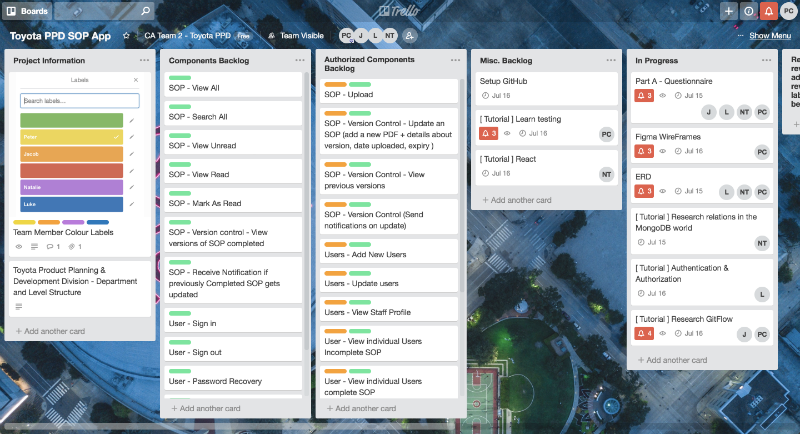 Boards
Trello
PC
Toyota PPD SOP App
CA Team 2 - Toyota PPD
Free
Team Visible
PC
J
L
NT
Show Menu
Project Information
Labels
Search labels...
Peter
Jacob
Natalie
Luke
Team Member Colour Labels
1
1
Toyota Product Planning &
Development Division - Department
and Level Structure
+ Add another card
Components Backlog
SOP - View All
SOP - Search All
SOP - View Unread
SOP - View Read
SOP - Mark As Read
SOP - Version control - View
versions of SOP completed
SOP - Receive Notification if
previously Completed SOP gets
updated
User - Sign in
User - Sign out
User - Password Recovery
+ Add another card
Authorized Components
Backlog
SOP - Upload
SOP - Version Control - Update an
SOP (add a new PDF + details about
version, date uploaded, expiry )
SOP - Version Control - View
previous versions
SOP - Version Control (Send
notifications on update)
Users - Add New Users
Users - Update users
Users - View Staff Profile
User - View individual Users
Incomplete SOP
User - View individual Users
complete SOP
+ Add another card
Misc. Backlog
Setup GitHub
Jul 16
[ Tutorial ] Learn testing
3
Jul 16
PC
[ Tutorial ] React
Jul 16
NT
+ Add another card
In Progress
Part A - Questionnaire
3
Jul 15
J
L
NT
PC
Figma WireFrames
3
Jul 16
PC
ERD
3
Jul 15
L
NT
PC
[ Tutorial ] Research relations in the
MongoDB world
Jul 15
NT
[ Tutorial ] Authentication &
Authorization
Jul 16
L
[ Tutorial ] Research GitFlow
4
Jul 16
J
PC
+ Add another card